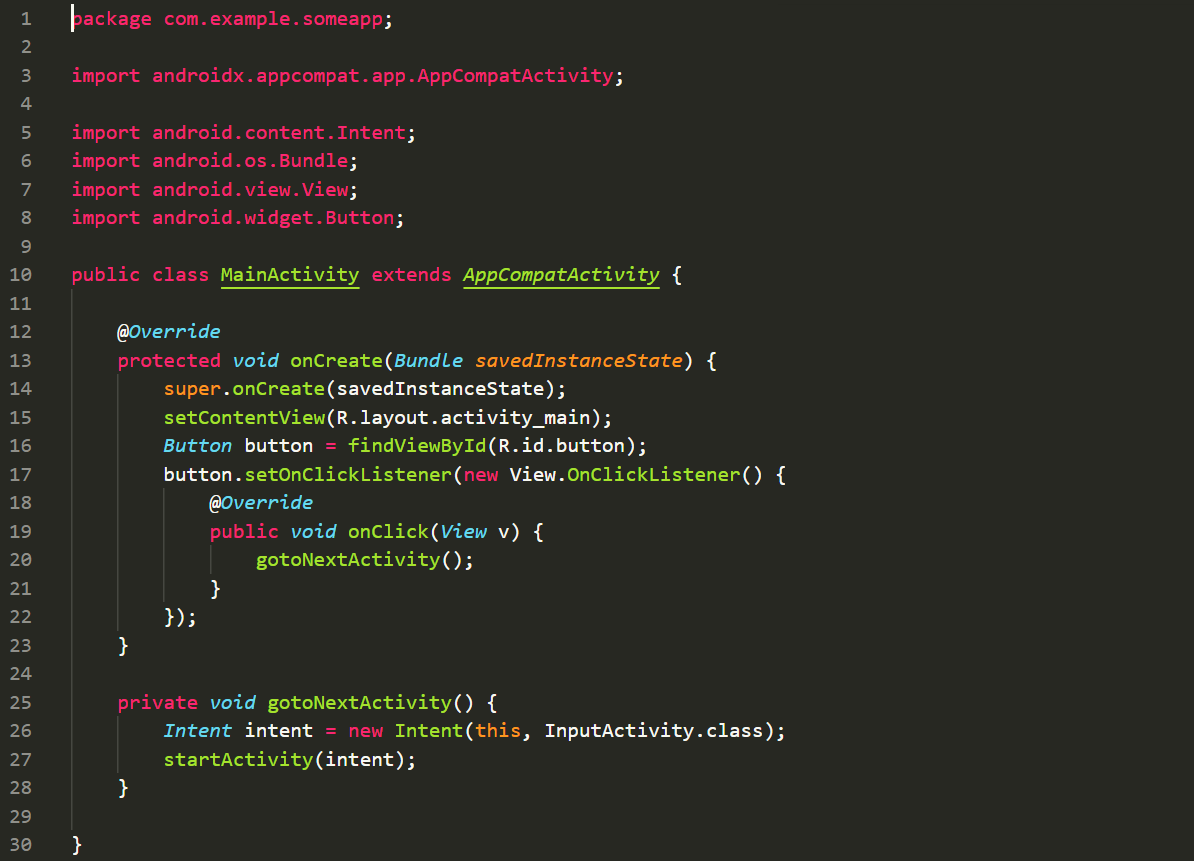 1 package com.example.someapp;
2
3 import androidx.appcompat.app.AppCompatActivity;
4
5 import android.content.Intent;
6 import android.os.Bundle;
7 import android.view.View;
8 import android.widget.Button;
9
10 public class MainActivity extends AppCompatActivity {
11
12     @Override
13     protected void onCreate(Bundle savedInstanceState) {
14         super.onCreate(savedInstanceState);
15         setContentView(R.layout.activity_main);
16         Button button = findViewById(R.id.button);
17         button.setOnClickListener(new View.OnClickListener() {
18             @Override
19             public void onClick(View v) {
20                 gotoNextActivity();
21             }
22         });
23     }
24
25     private void gotoNextActivity() {
26         Intent intent = new Intent(this, InputActivity.class);
27         startActivity(intent);
28     }
29
30 }